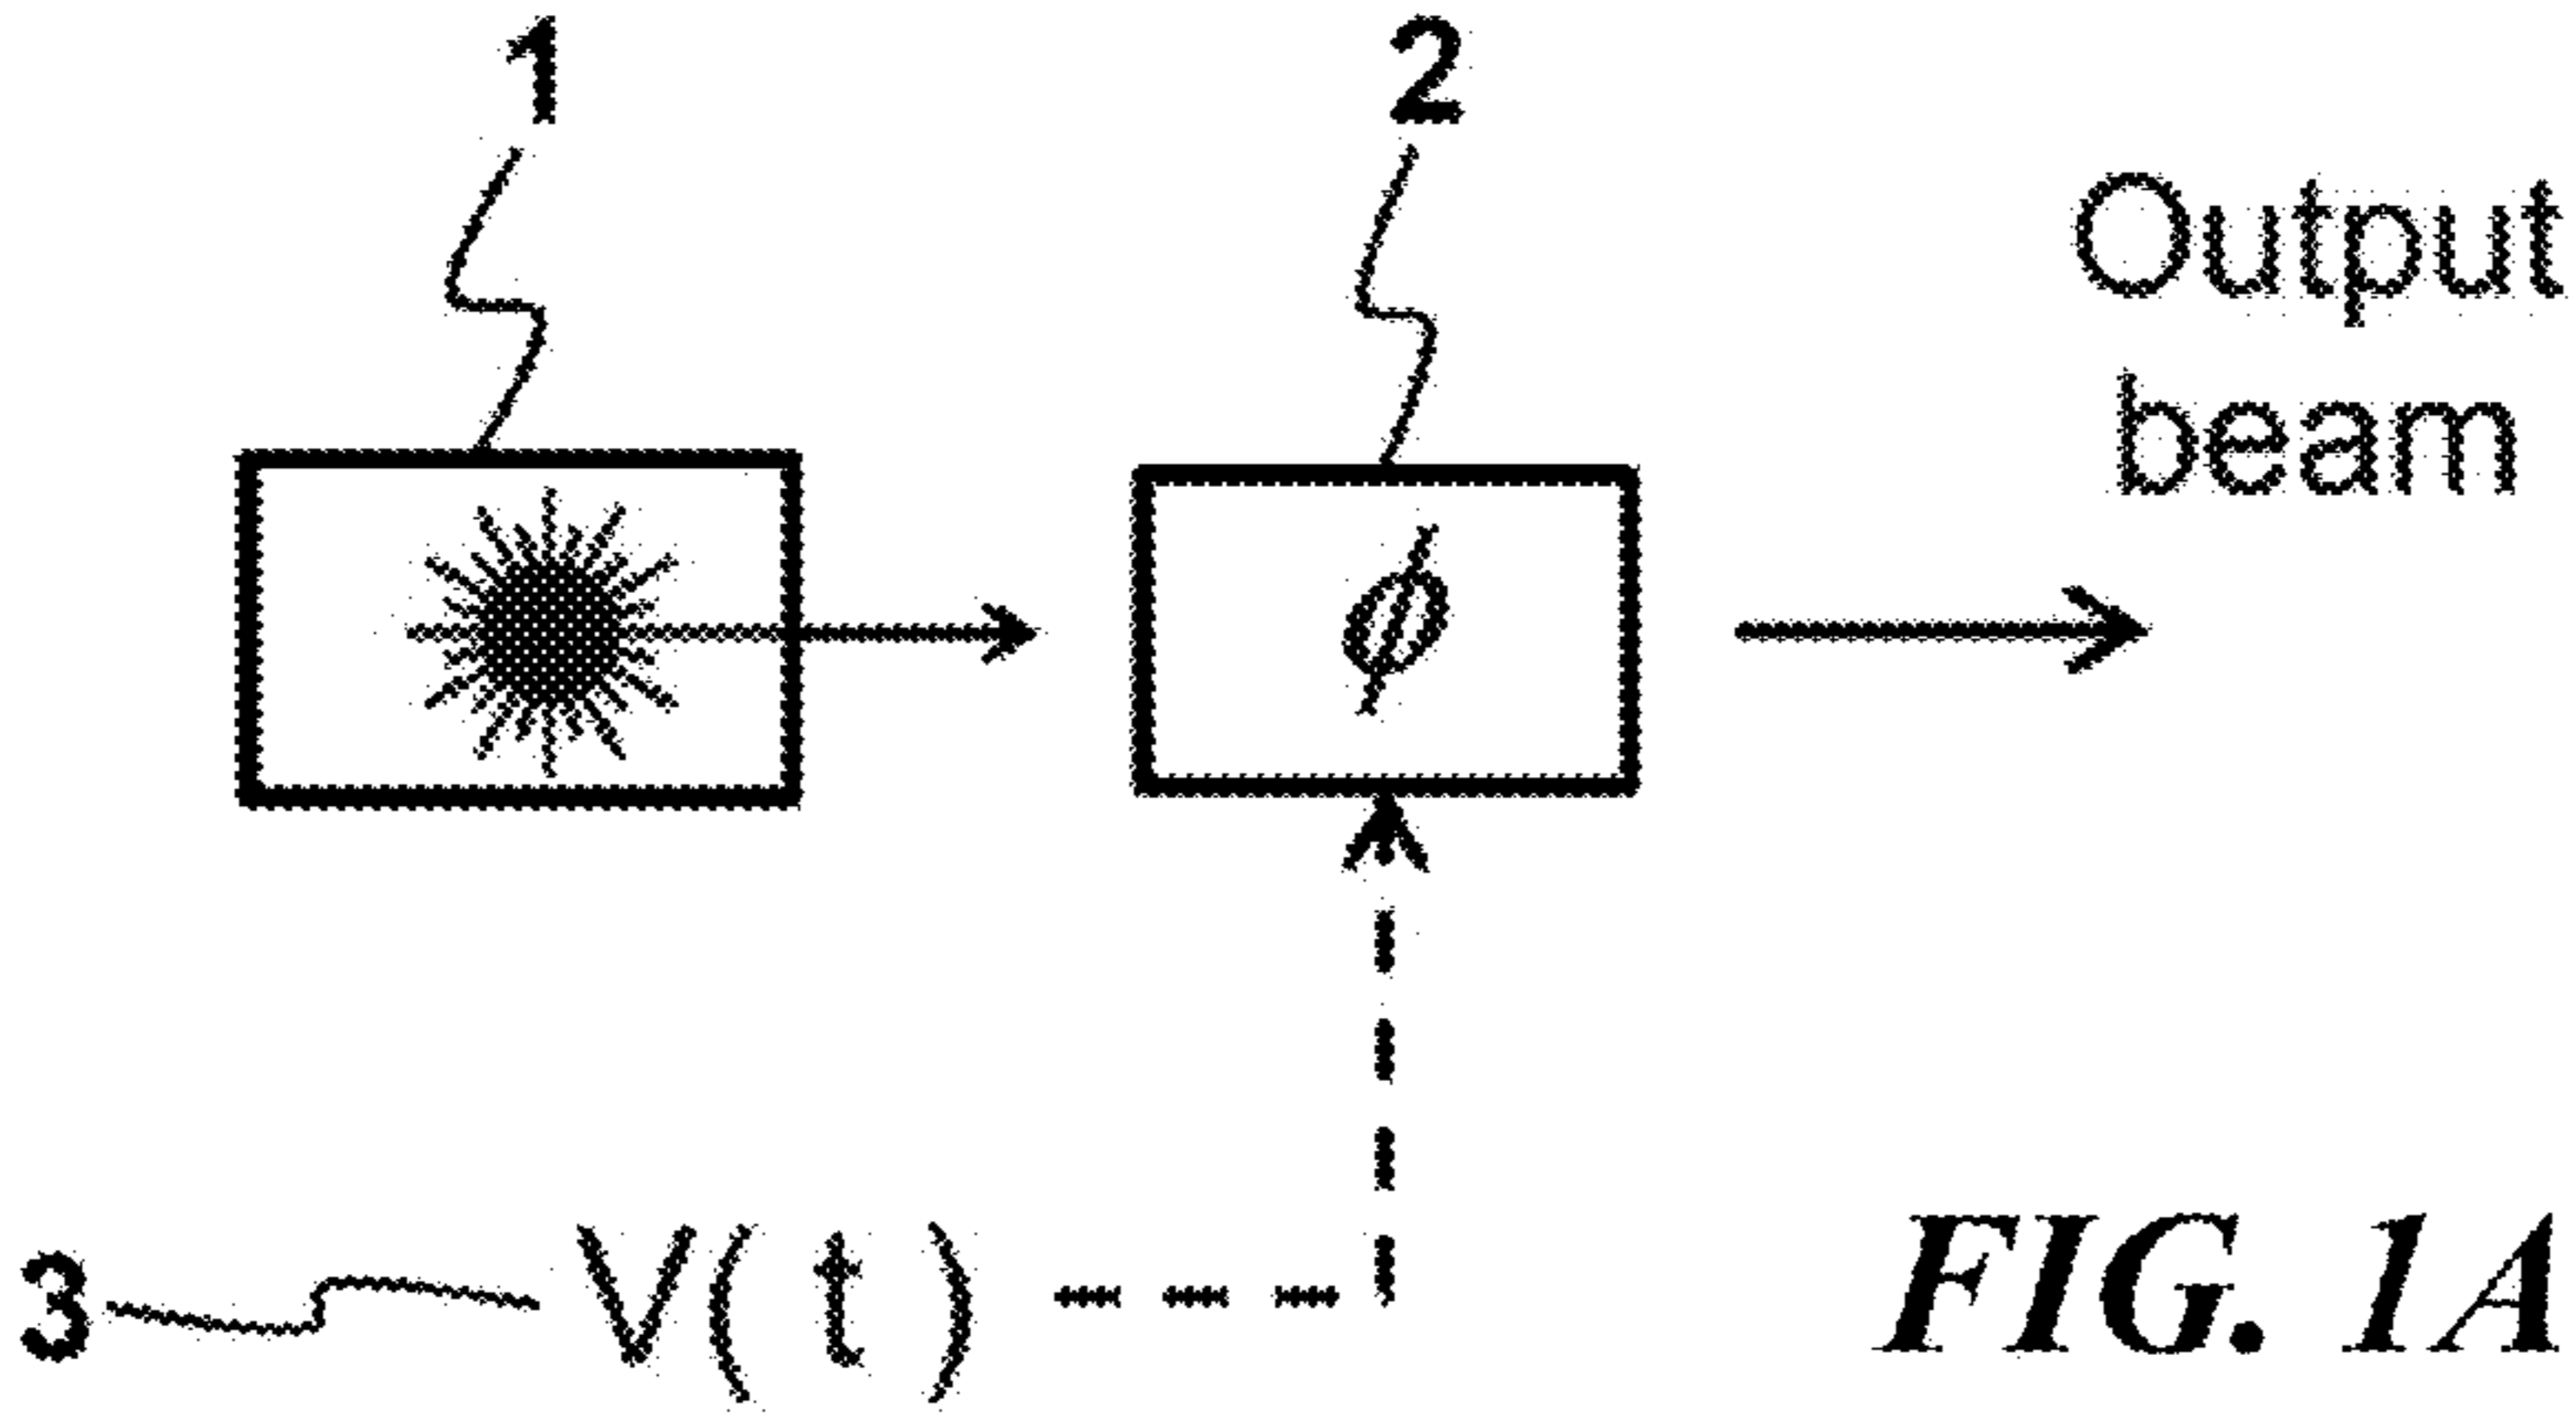 1
2
Output
beam
ϕ
3 V(t)
FIG. 1A